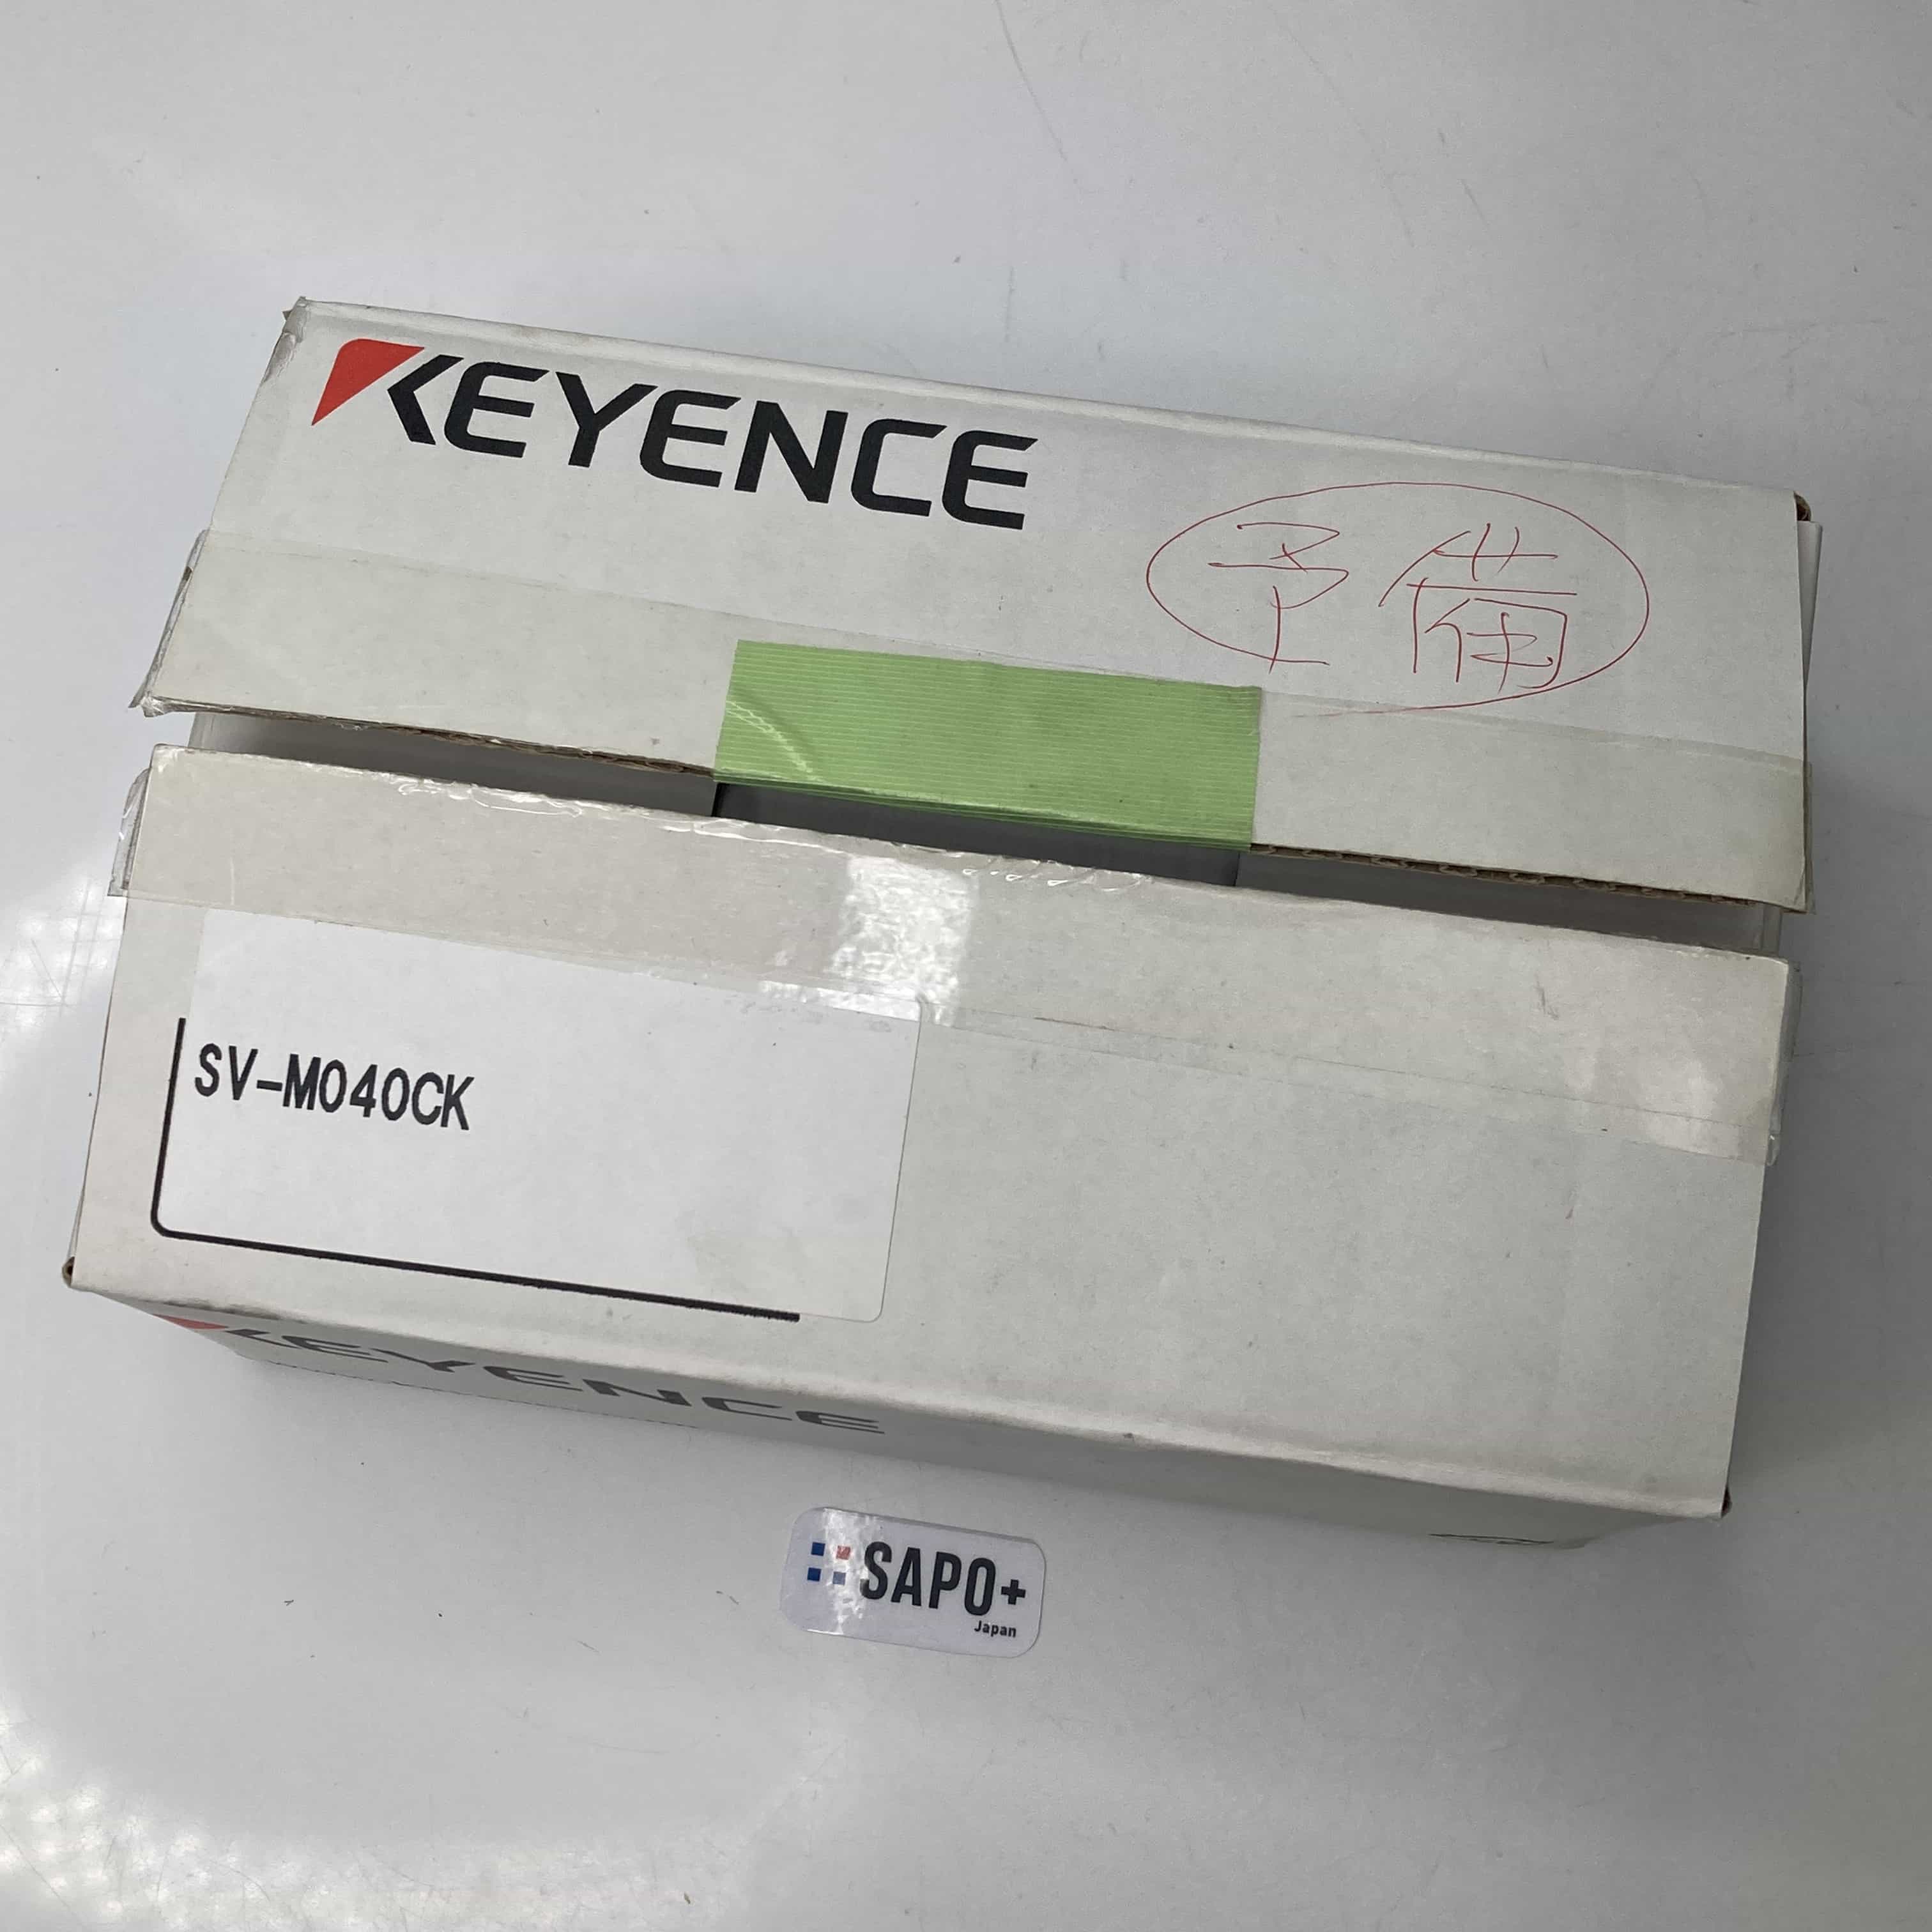 KEYENCE
予備
SV-M040CK
KEYENCE
SAPO+
Japan